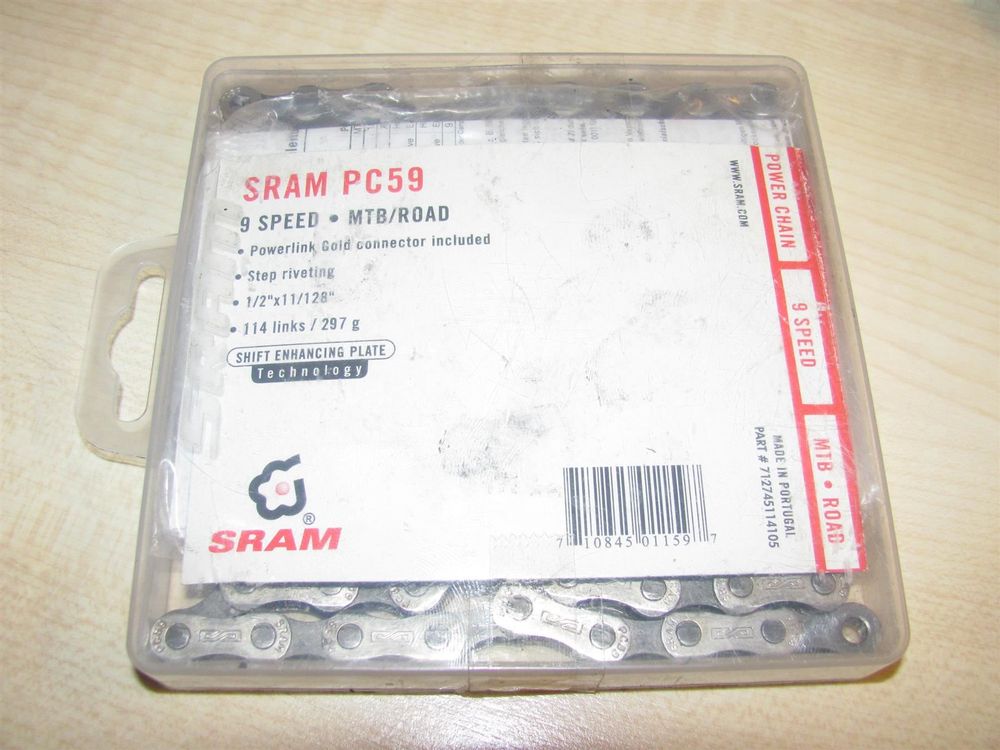 SRAM PC59
9 SPEED • MTB/ROAD
• Powerlink Gold connector included
• Step riveting
• 1/2"x11/128"
• 114 links / 297 g
SHIFT ENHANCING PLATE
Technology
®
SRAM
7 10845 01159 7
WWW.SRAM.COM
POWER CHAIN
9 SPEED
MTB • ROAD
MADE IN PORTUGAL
PART # 712745114105